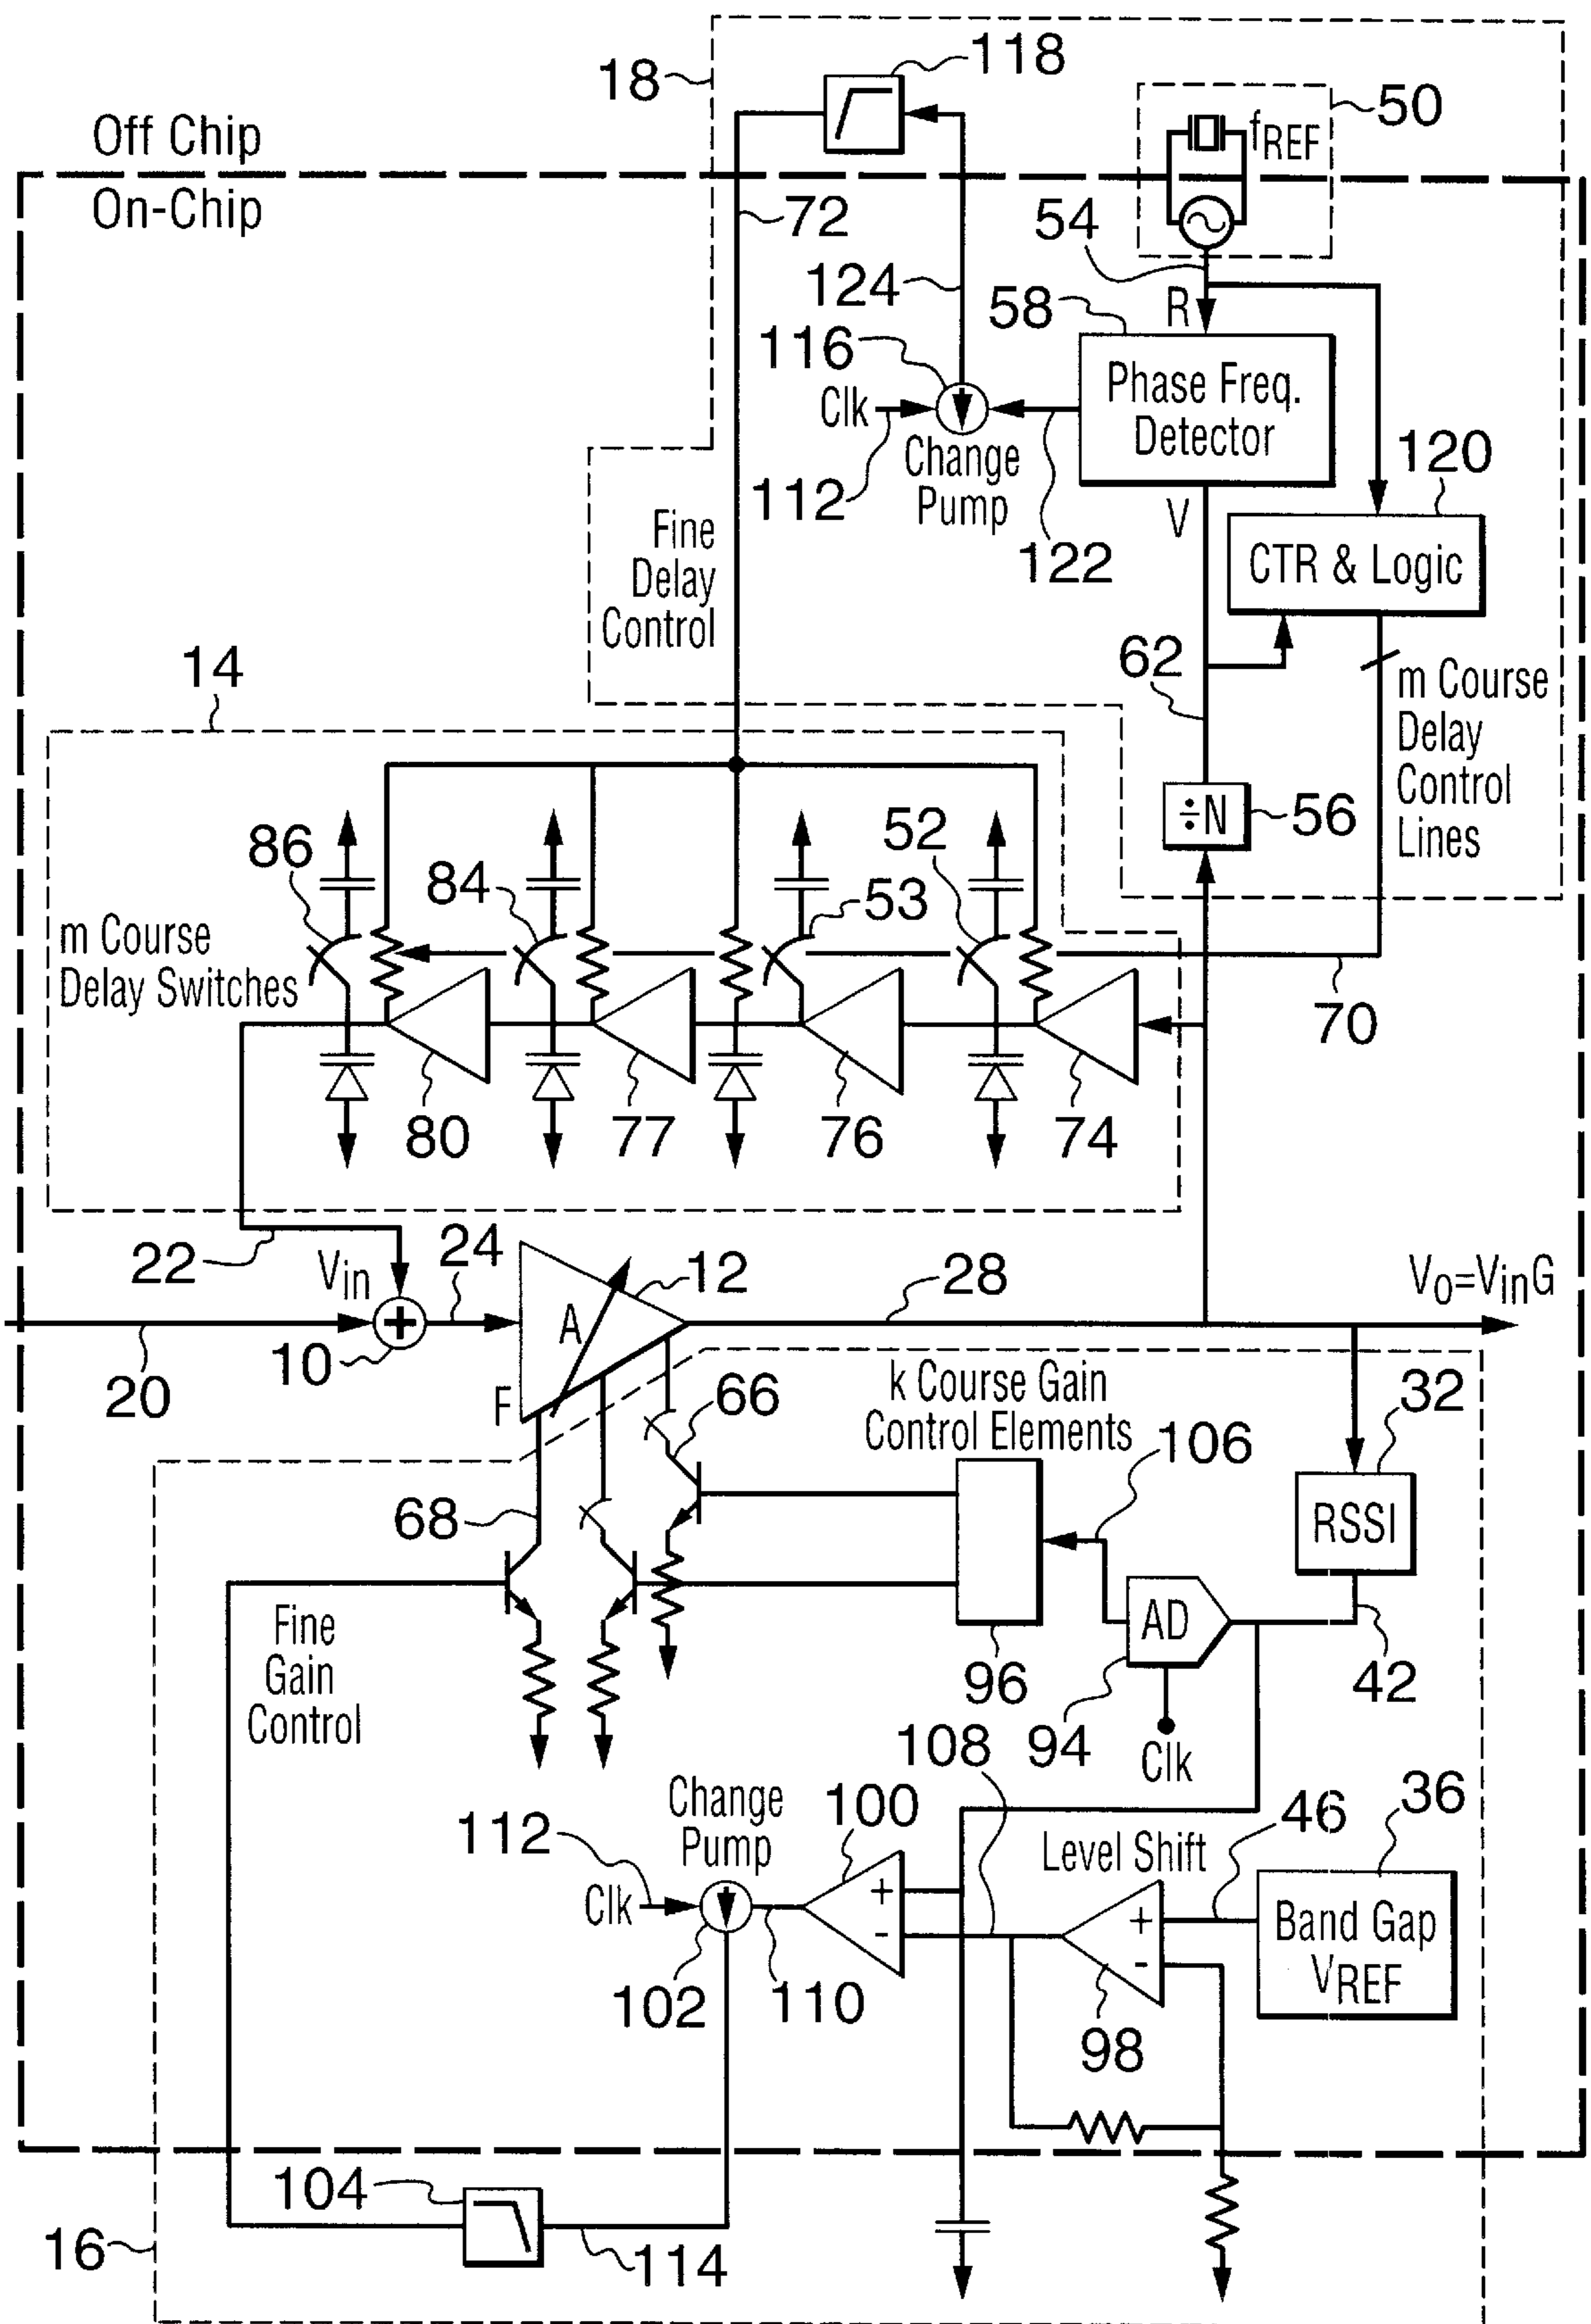 18
118
50
fREF
Off Chip
On-Chip
72
54
124
58
R
116
Phase Freq.
Detector
Clk
Change
Pump
120
112
V
122
CTR & Logic
Fine
Delay
Control
14
62
m Course
Delay
Control
Lines
÷N
56
86
84
53
52
m Course
Delay Switches
70
80
77
76
74
22
Vin
24
12
28
Vo=VinG
A
10
20
F
66
k Course Gain
Control Elements
32
106
68
RSSI
Fine
Gain
Control
AD
96
42
94
Clk
108
Change
Pump
100
36
46
112
Level Shift
Clk
+
-
+
-
Band Gap
VREF
102
110
98
104
16
114